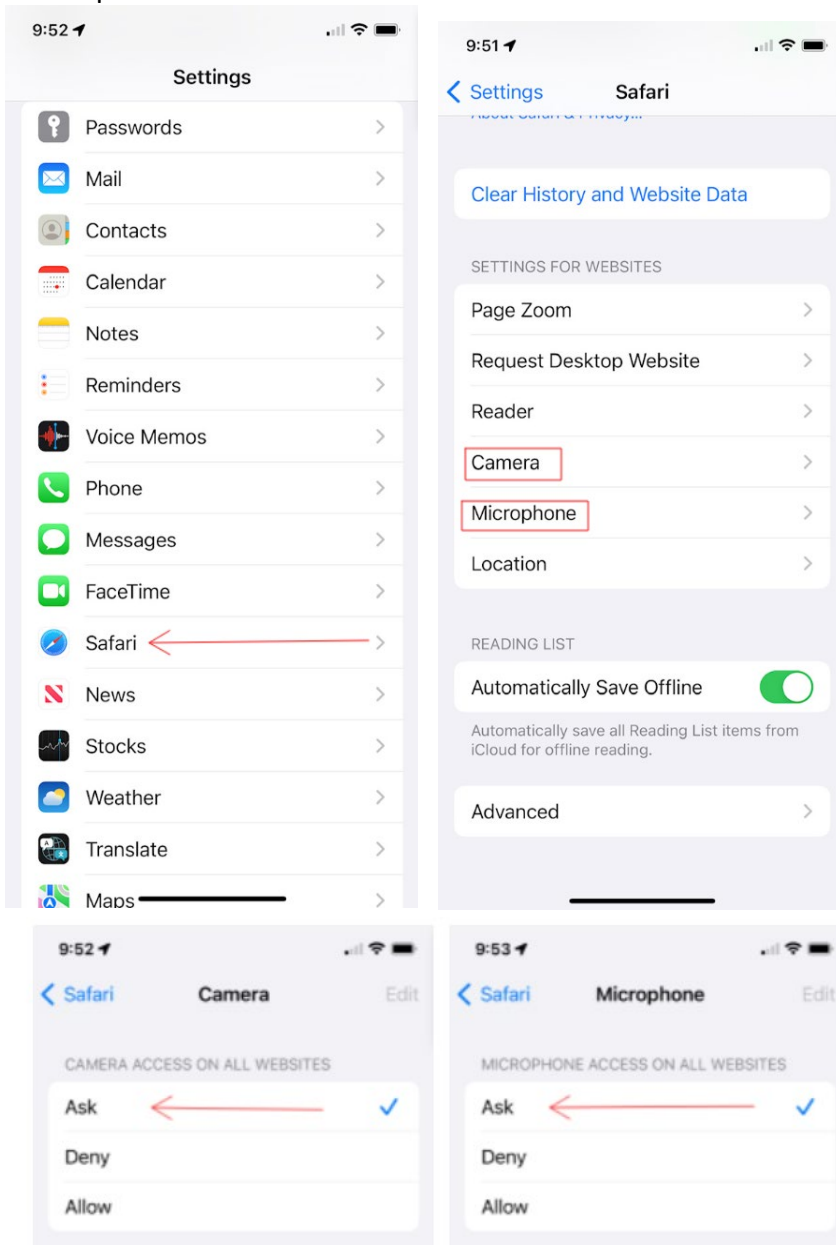 9:52
Settings
Passwords
Mail
Contacts
Calendar
Notes
Reminders
Voice Memos
Phone
Messages
FaceTime
Safari
News
Stocks
Weather
Translate
Maps
9:51
Settings
Safari
Clear History and Website Data
SETTINGS FOR WEBSITES
Page Zoom
Request Desktop Website
Reader
Camera
Microphone
Location
READING LIST
Automatically Save Offline
Automatically save all Reading List items from
iCloud for offline reading.
Advanced
9:52
Safari
Camera
Edit
CAMERA ACCESS ON ALL WEBSITES
Ask
Deny
Allow
9:53
Safari
Microphone
Edit
MICROPHONE ACCESS ON ALL WEBSITES
Ask
Deny
Allow